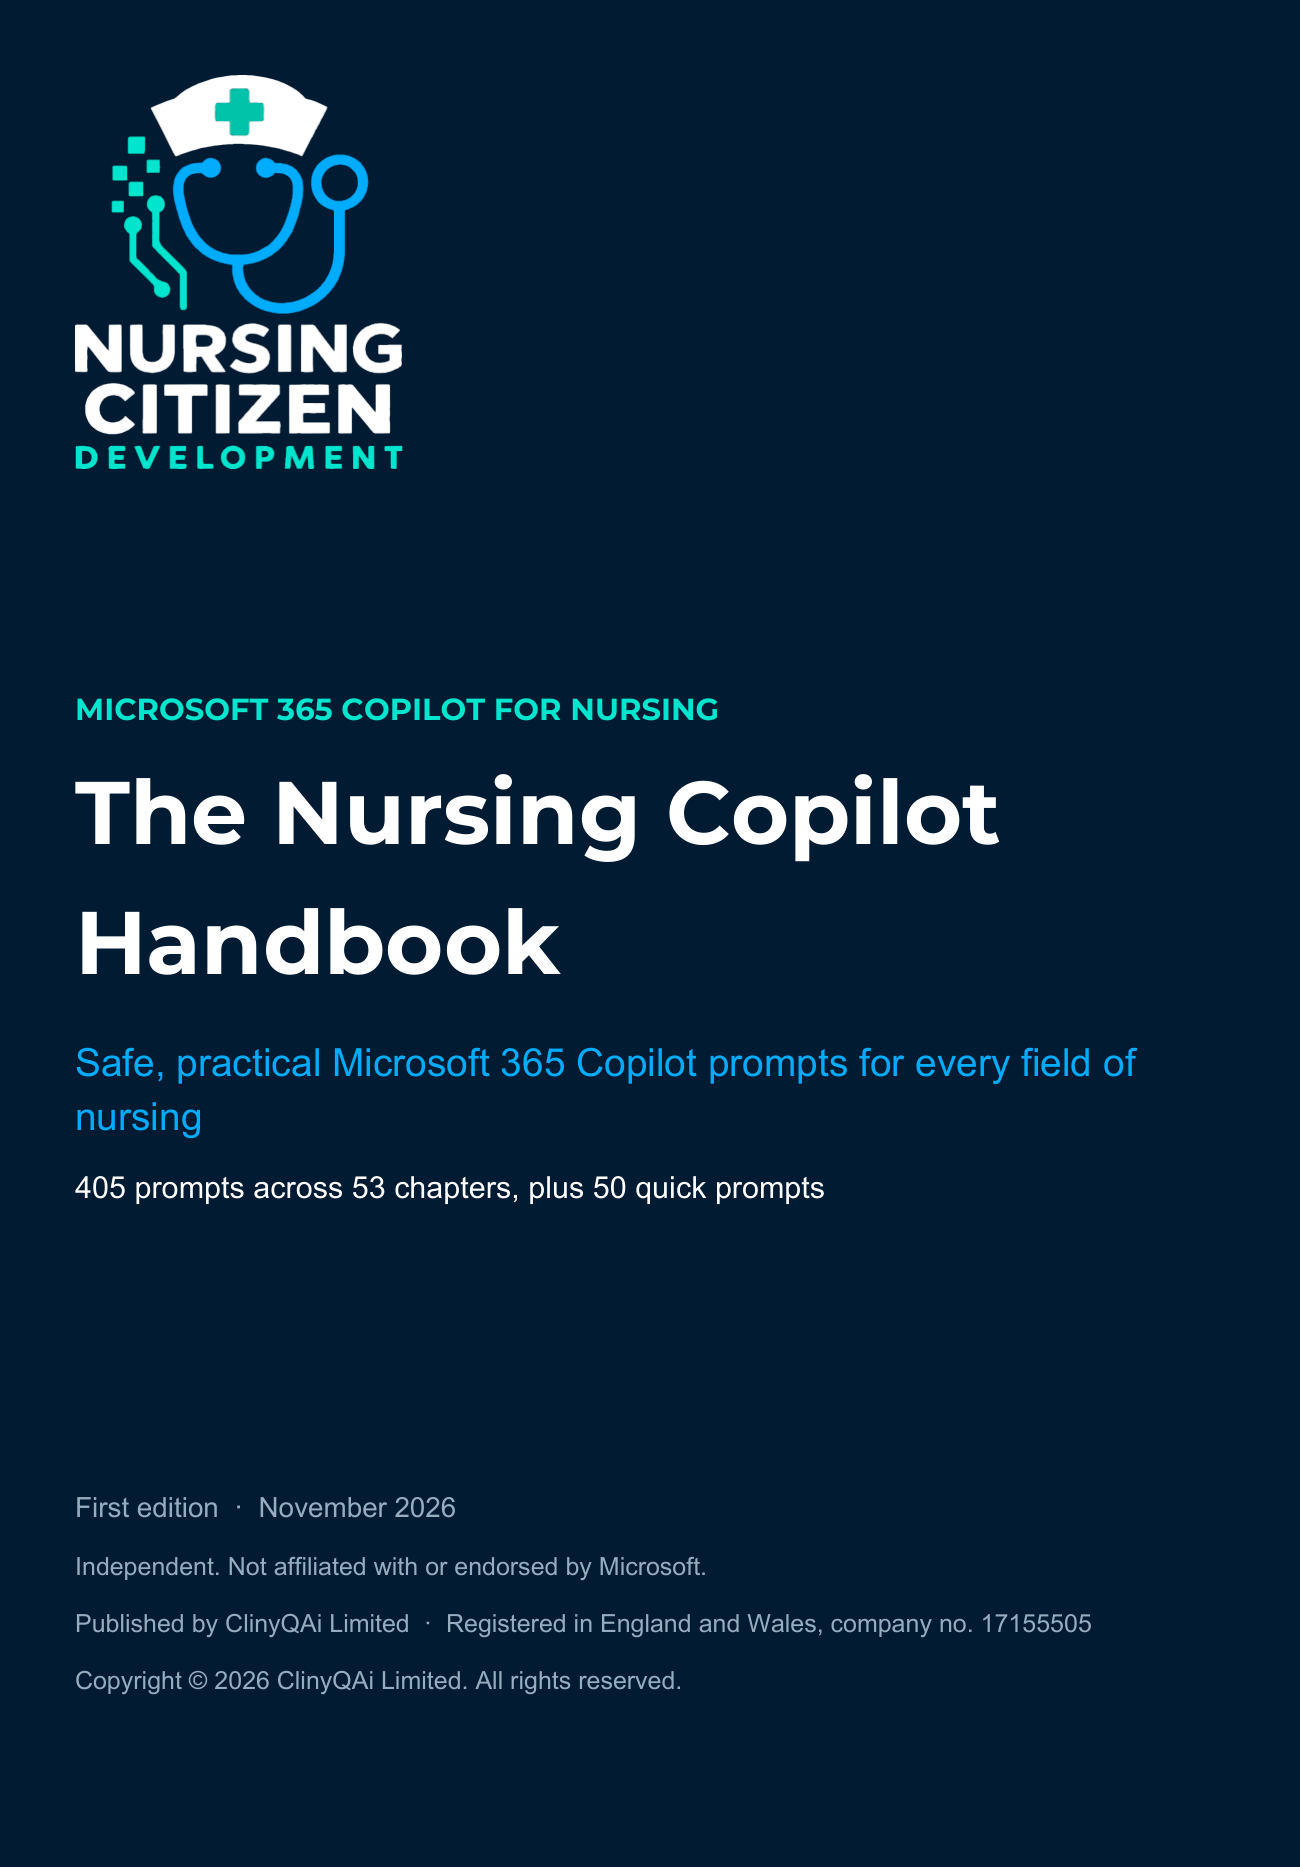 NURSING
CITIZEN
DEVELOPMENT
MICROSOFT 365 COPILOT FOR NURSING
The Nursing Copilot
Handbook
Safe, practical Microsoft 365 Copilot prompts for every field of
nursing
405 prompts across 53 chapters, plus 50 quick prompts
First edition · November 2026
Independent. Not affiliated with or endorsed by Microsoft.
Published by ClinyQAi Limited · Registered in England and Wales, company no. 17155505
Copyright © 2026 ClinyQAi Limited. All rights reserved.